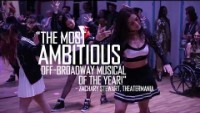 "THE MOST
AMBITIOUS
OFF-BROADWAY MUSICAL
OF THE YEAR!"
- ZACHARY STEWART, THEATERMANIA